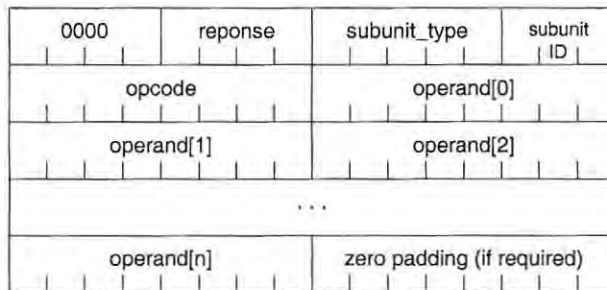 0000 reponse subunit_type subunit
ID
opcode operand[0]
operand[1] operand[2]
...
operand[n] zero padding (if required)